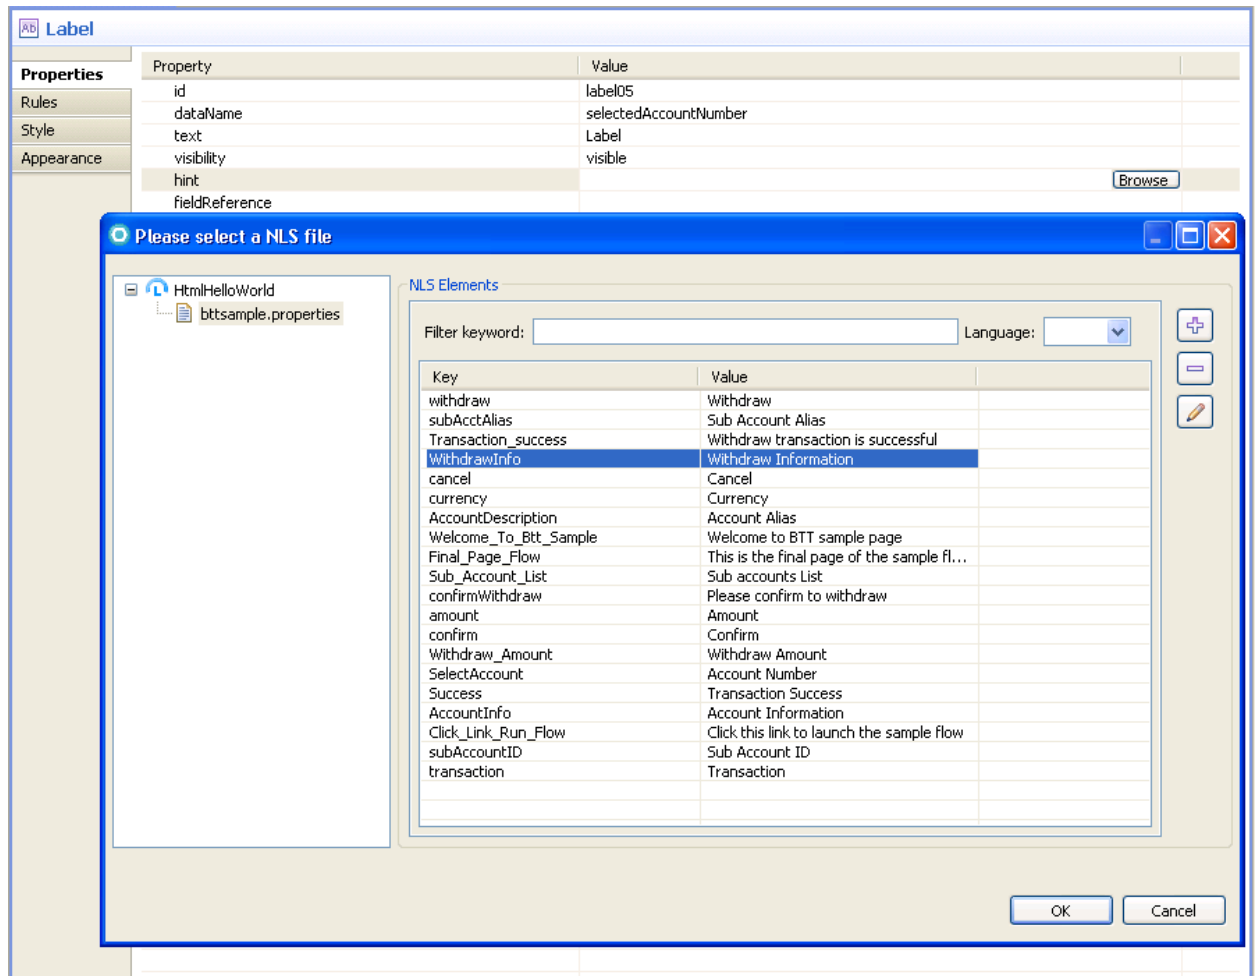 Ab Label
Properties
Rules
Style
Appearance
Property Value
id label05
dataName selectedAccountNumber
text Label
visibility visible
hint Browse
fieldReference
Please select a NLS file
HtmlHelloWorld
bttsample.properties
NLS Elements
Filter keyword: Language:
Key Value
withdraw Withdraw
subAcctAlias Sub Account Alias
Transaction_success Withdraw transaction is successful
WithdrawInfo Withdraw Information
cancel Cancel
currency Currency
AccountDescription Account Alias
Welcome_To_Btt_Sample Welcome to BTT sample page
Final_Page_Flow This is the final page of the sample fl...
Sub_Account_List Sub accounts List
confirmWithdraw Please confirm to withdraw
amount Amount
confirm Confirm
Withdraw_Amount Withdraw Amount
SelectAccount Account Number
Success Transaction Success
AccountInfo Account Information
Click_Link_Run_Flow Click this link to launch the sample flow
subAccountID Sub Account ID
transaction Transaction
OK Cancel